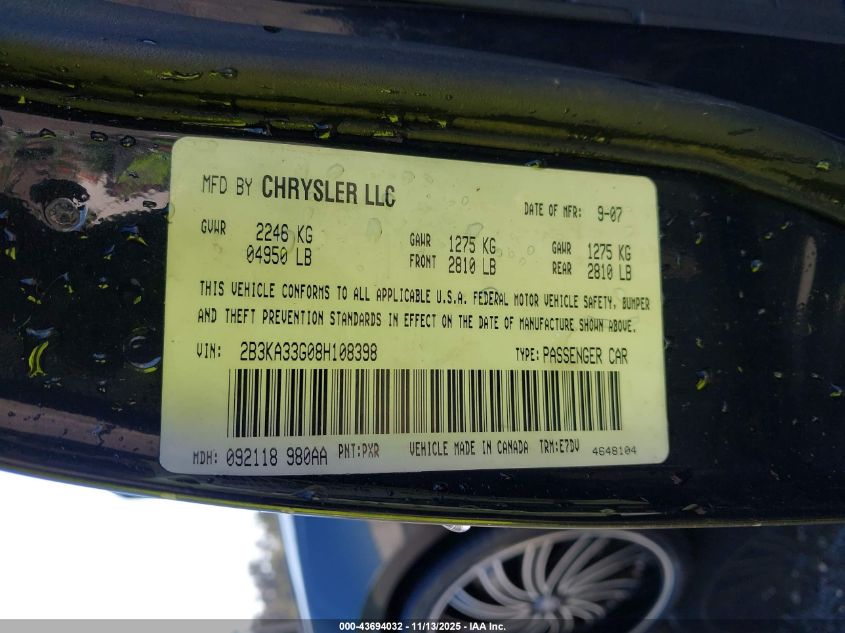 MFD BY CHRYSLER LLC DATE OF MFR: 9-07
GVWR 2246 KG GAWR 1275 KG GAWR 1275 KG
04950 LB FRONT 2810 LB REAR 2810 LB
THIS VEHICLE CONFORMS TO ALL APPLICABLE U.S.A. FEDERAL MOTOR VEHICLE SAFETY, BUMPER
AND THEFT PREVENTION STANDARDS IN EFFECT ON THE DATE OF MANUFACTURE SHOWN ABOVE.
VIN: 2B3KA33G08H108398 TYPE: PASSENGER CAR
MDH: 092118 980AA PNT:PXR VEHICLE MADE IN CANADA TRM:E7DV 4648104
000-43694032 - 11/13/2025 - IAA Inc.